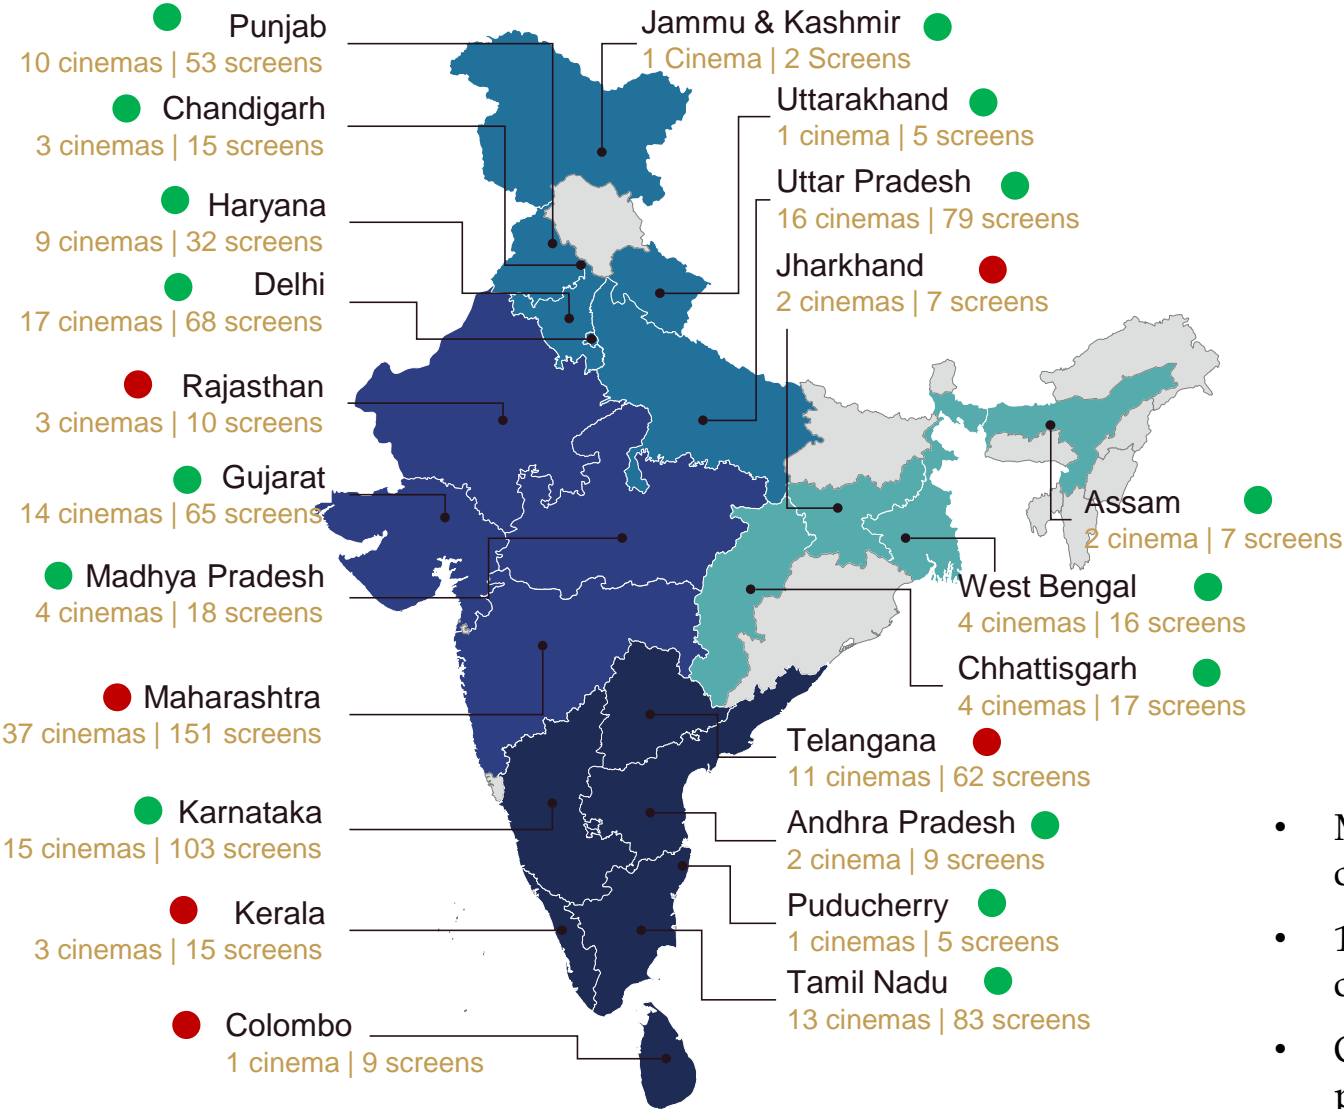 Punjab
10 cinemas | 53 screens
Chandigarh
3 cinemas | 15 screens
Haryana
9 cinemas | 32 screens
Delhi
17 cinemas | 68 screens
Rajasthan
3 cinemas | 10 screens
Gujarat
14 cinemas | 65 screens
Madhya Pradesh
4 cinemas | 18 screens
Maharashtra
37 cinemas | 151 screens
Karnataka
15 cinemas | 103 screens
Kerala
3 cinemas | 15 screens
Colombo
1 cinema | 9 screens
Jammu & Kashmir
1 Cinema | 2 Screens
Uttarakhand
1 cinema | 5 screens
Uttar Pradesh
16 cinemas | 79 screens
Jharkhand
2 cinemas | 7 screens
Assam
2 cinema | 7 screens
West Bengal
4 cinemas | 16 screens
Chhattisgarh
4 cinemas | 17 screens
Telangana
11 cinemas | 62 screens
Andhra Pradesh
2 cinema | 9 screens
Puducherry
1 cinemas | 5 screens
Tamil Nadu
13 cinemas | 83 screens